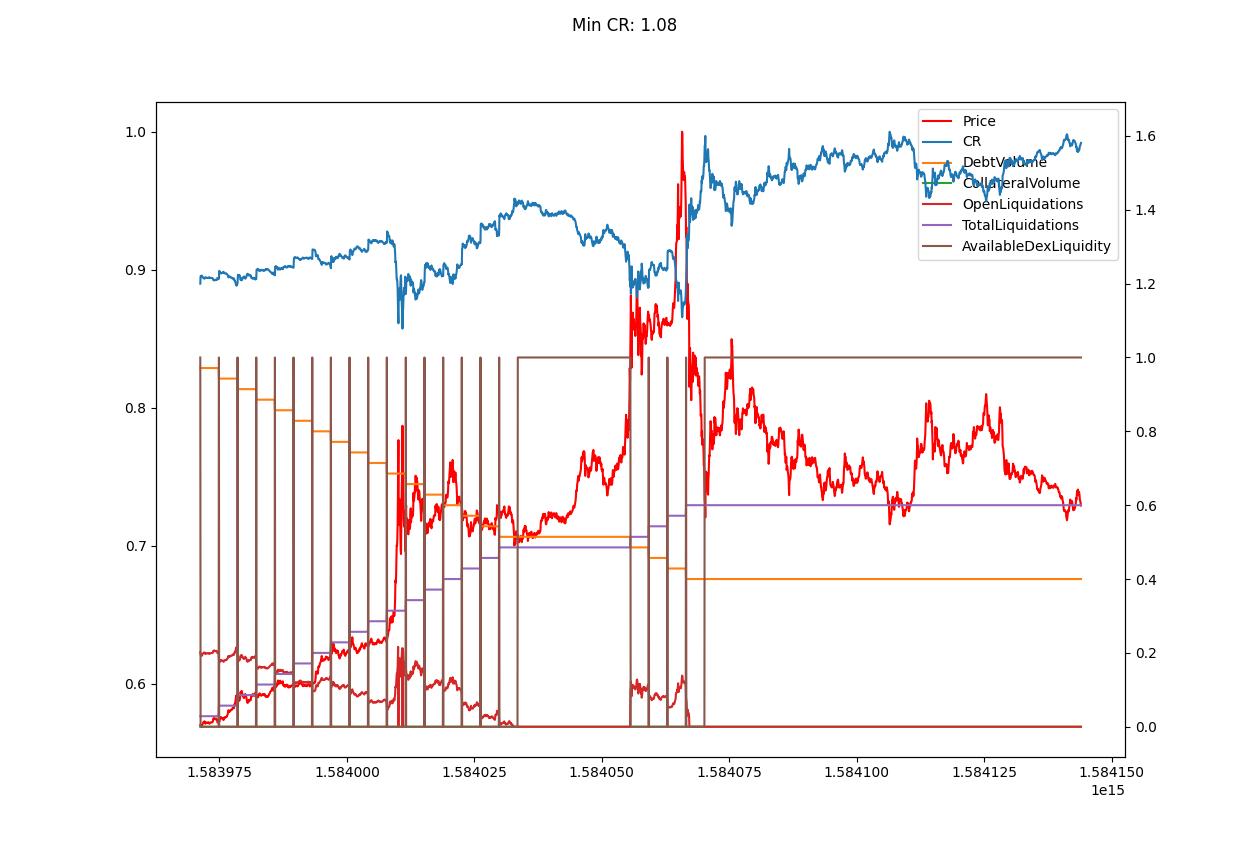 Min CR: 1.08
1.0
0.9
0.8
0.7
0.6
1.6
1.4
1.2
1.0
0.8
0.6
0.4
0.2
0.0
Price
CR
DebtVolume
CollateralVolume
OpenLiquidations
TotalLiquidations
AvailableDexLiquidity
1.583975 1.584000 1.584025 1.584050 1.584075 1.584100 1.584125 1.584150
1e15